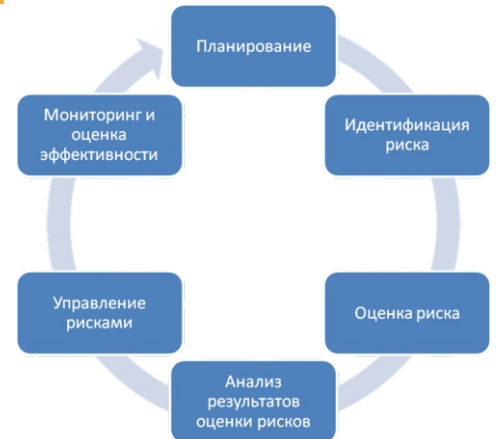 Планирование
Идентификация
риска
Оценка риска
Анализ
результатов
оценки рисков
Управление
рисками
Мониторинг и
оценка
эффективности